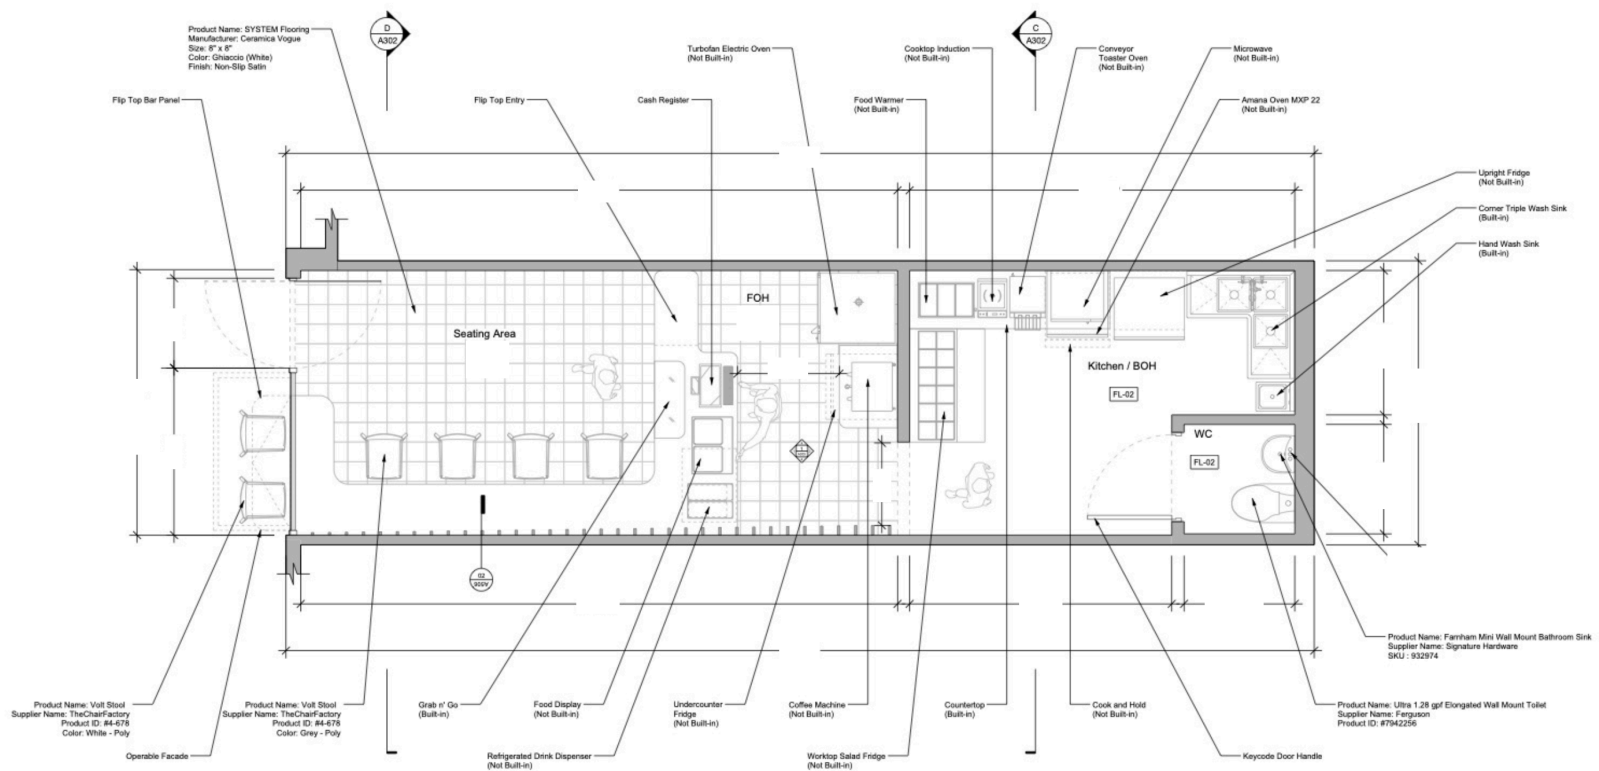 Product Name: SYSTEM Flooring
Manufacturer: Ceramica Vogue
Size: 8" x 8"
Color: Ghiaccio (White)
Finish: Non-Slip Satin
D
A302
C
A302
Turbofan Electric Oven
(Not Built-in)
Cooktop Induction
(Not Built-in)
Conveyor
Toaster Oven
(Not Built-in)
Microwave
(Not Built-in)
Flip Top Bar Panel
Flip Top Entry
Cash Register
Food Warmer
(Not Built-in)
Amana Oven MXP 22
(Not Built-in)
Upright Fridge
(Not Built-in)
Corner Triple Wash Sink
(Built-in)
Hand Wash Sink
(Built-in)
FOH
Seating Area
Kitchen / BOH
FL-02
WC
FL-02
02
A506
Product Name: Farnham Mini Wall Mount Bathroom Sink
Supplier Name: Signature Hardware
SKU : 932974
Product Name: Volt Stool
Supplier Name: TheChairFactory
Product ID: #4-678
Color: White - Poly
Product Name: Volt Stool
Supplier Name: TheChairFactory
Product ID: #4-678
Color: Grey - Poly
Grab n' Go
(Built-in)
Food Display
(Not Built-in)
Undercounter
Fridge
(Not Built-in)
Coffee Machine
(Not Built-in)
Countertop
(Built-in)
Cook and Hold
(Not Built-in)
Product Name: Ultra 1.28 gpf Elongated Wall Mount Toilet
Supplier Name: Ferguson
Product ID: #7942256
Operable Facade
Refrigerated Drink Dispenser
(Not Built-in)
Worktop Salad Fridge
(Not Built-in)
Keycode Door Handle